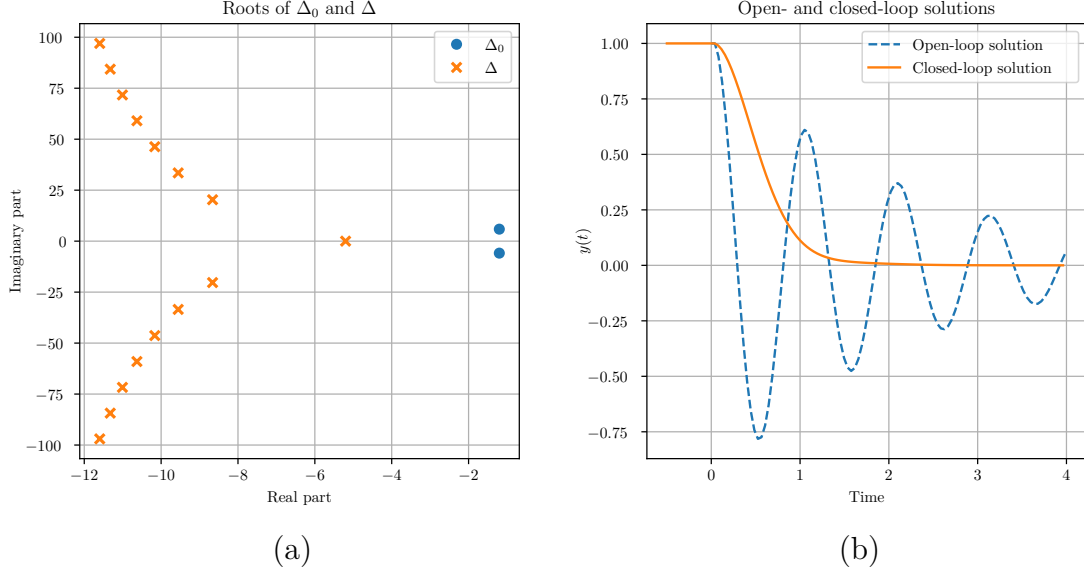 Roots of Δ₀ and Δ
100
75
50
25
0
−25
−50
−75
−100
−12
−10
−8
−6
−4
−2
Imaginary part
Real part
Δ₀
Δ
(a)
Open- and closed-loop solutions
1.00
0.75
0.50
0.25
0.00
−0.25
−0.50
−0.75
0
1
2
3
4
y(t)
Time
Open-loop solution
Closed-loop solution
(b)